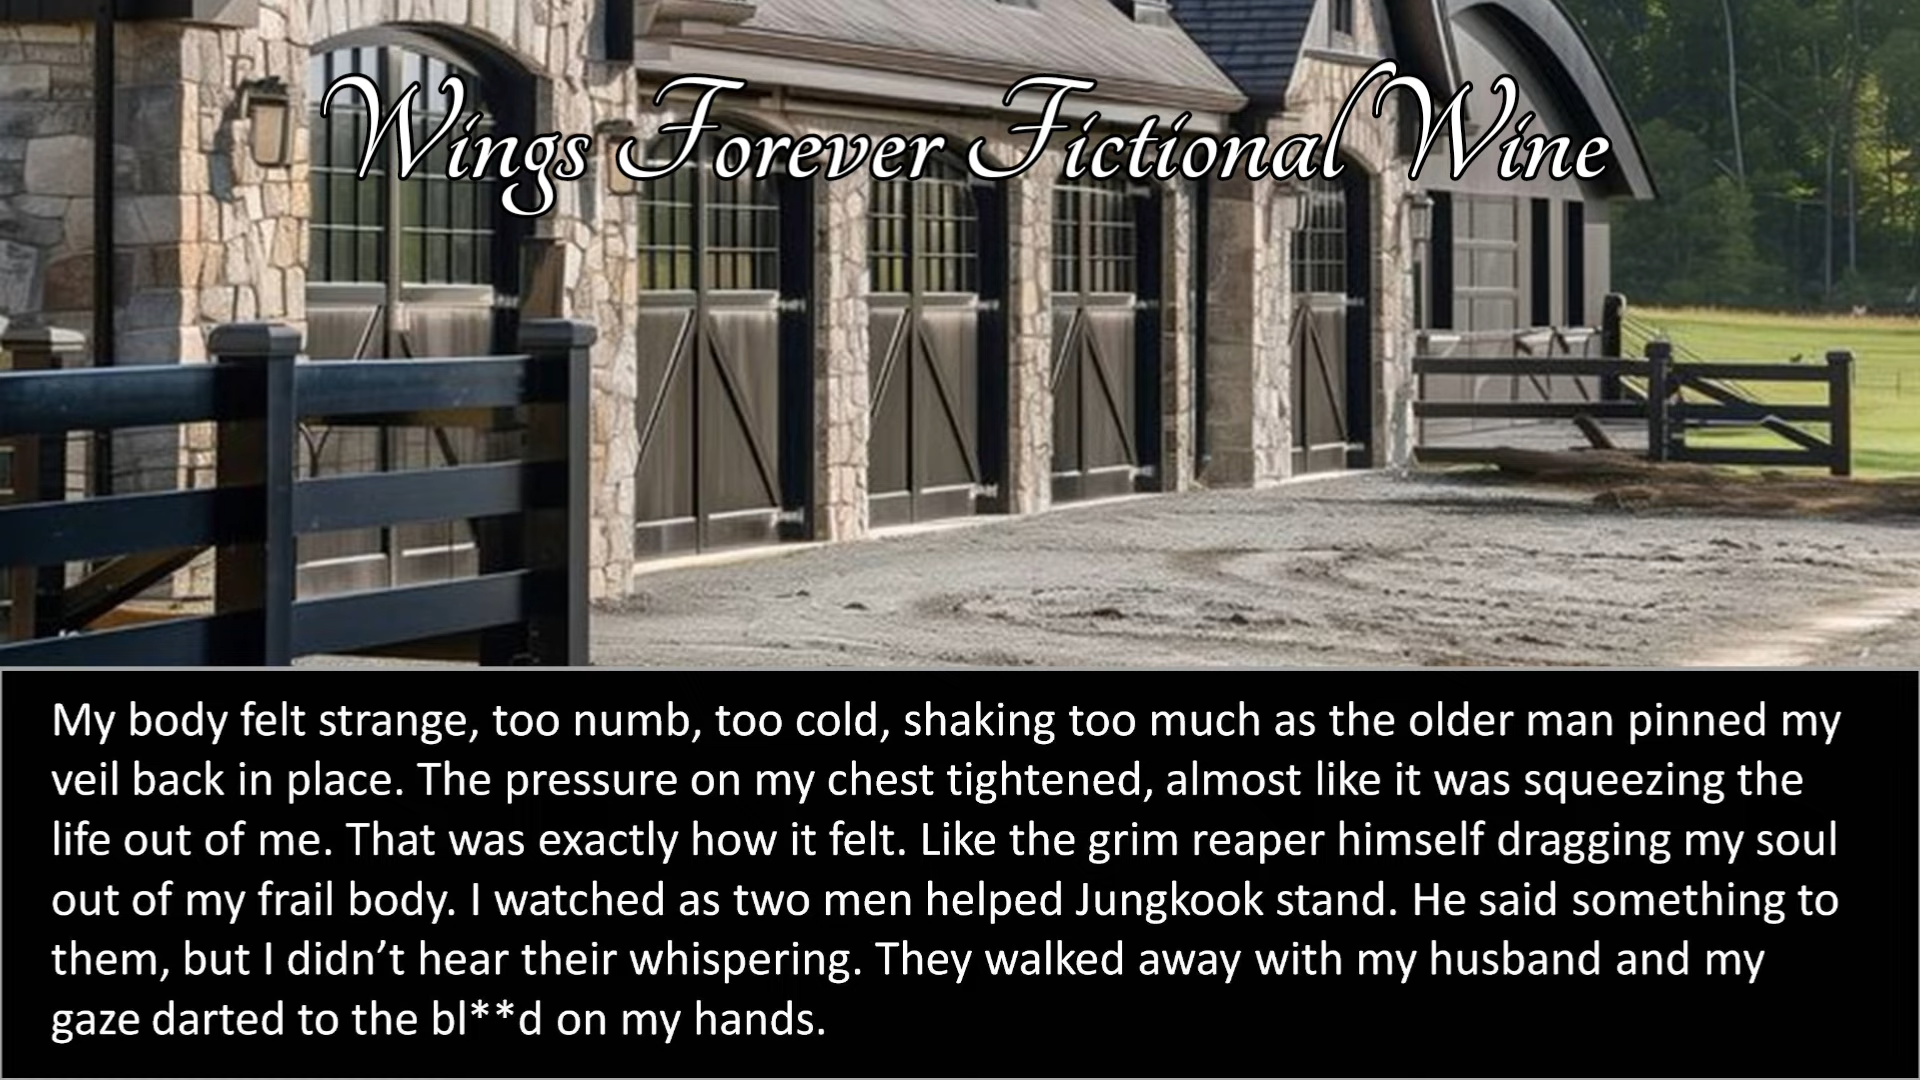 Wings Forever Fictional Wine
My body felt strange, too numb, too cold, shaking too much as the older man pinned my
veil back in place. The pressure on my chest tightened, almost like it was squeezing the
life out of me. That was exactly how it felt. Like the grim reaper himself dragging my soul
out of my frail body. I watched as two men helped Jungkook stand. He said something to
them, but I didn’t hear their whispering. They walked away with my husband and my
gaze darted to the bl**d on my hands.